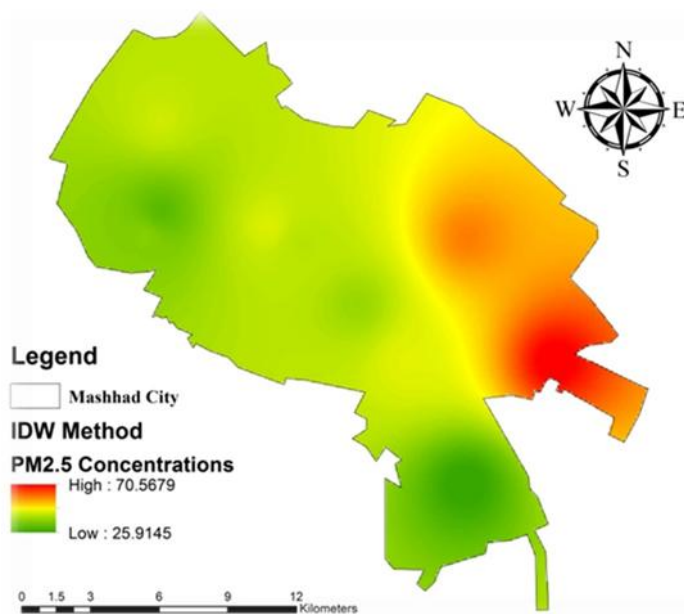 N
W E
S
Legend
Mashhad City
IDW Method
PM2.5 Concentrations
High : 70.5679
Low : 25.9145
0 1.5 3 6 9 12
Kilometers